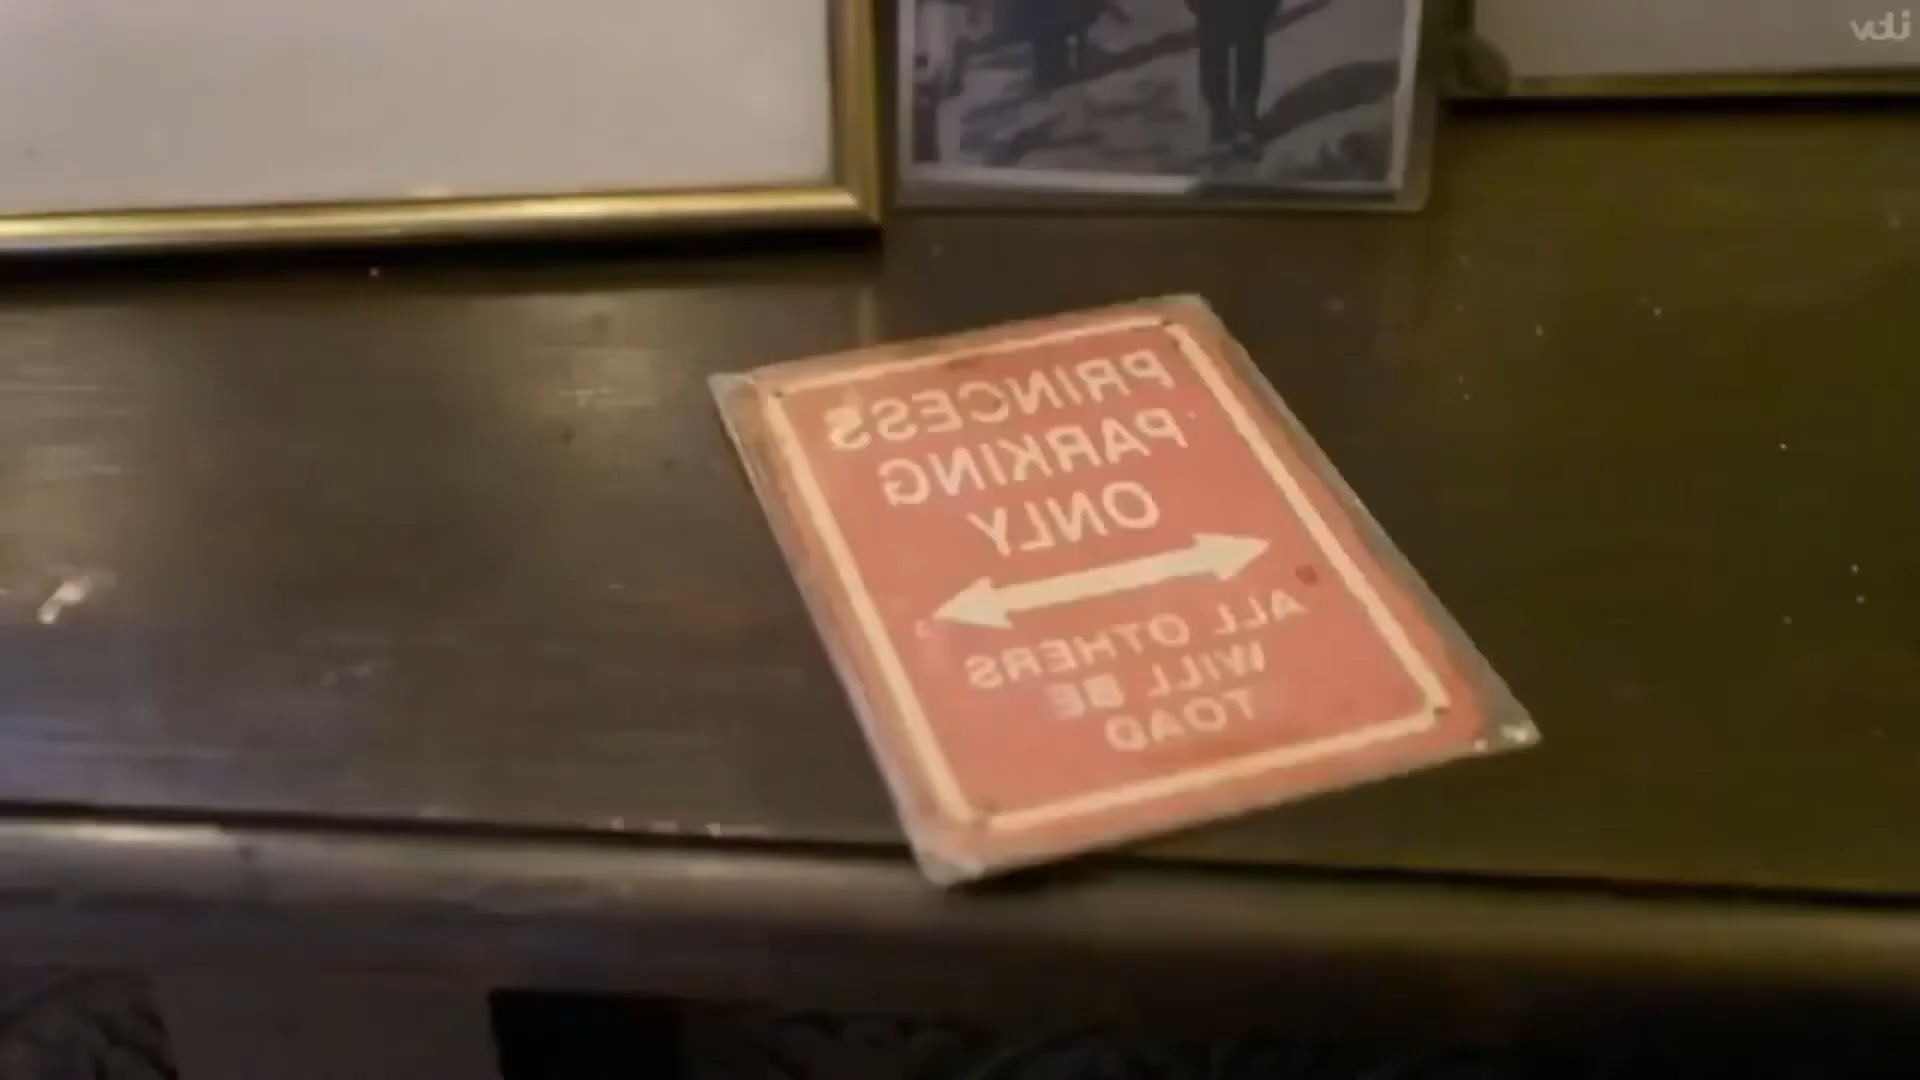 PRINCESS
PARKING
ONLY
ALL OTHERS
WILL BE
TOAD